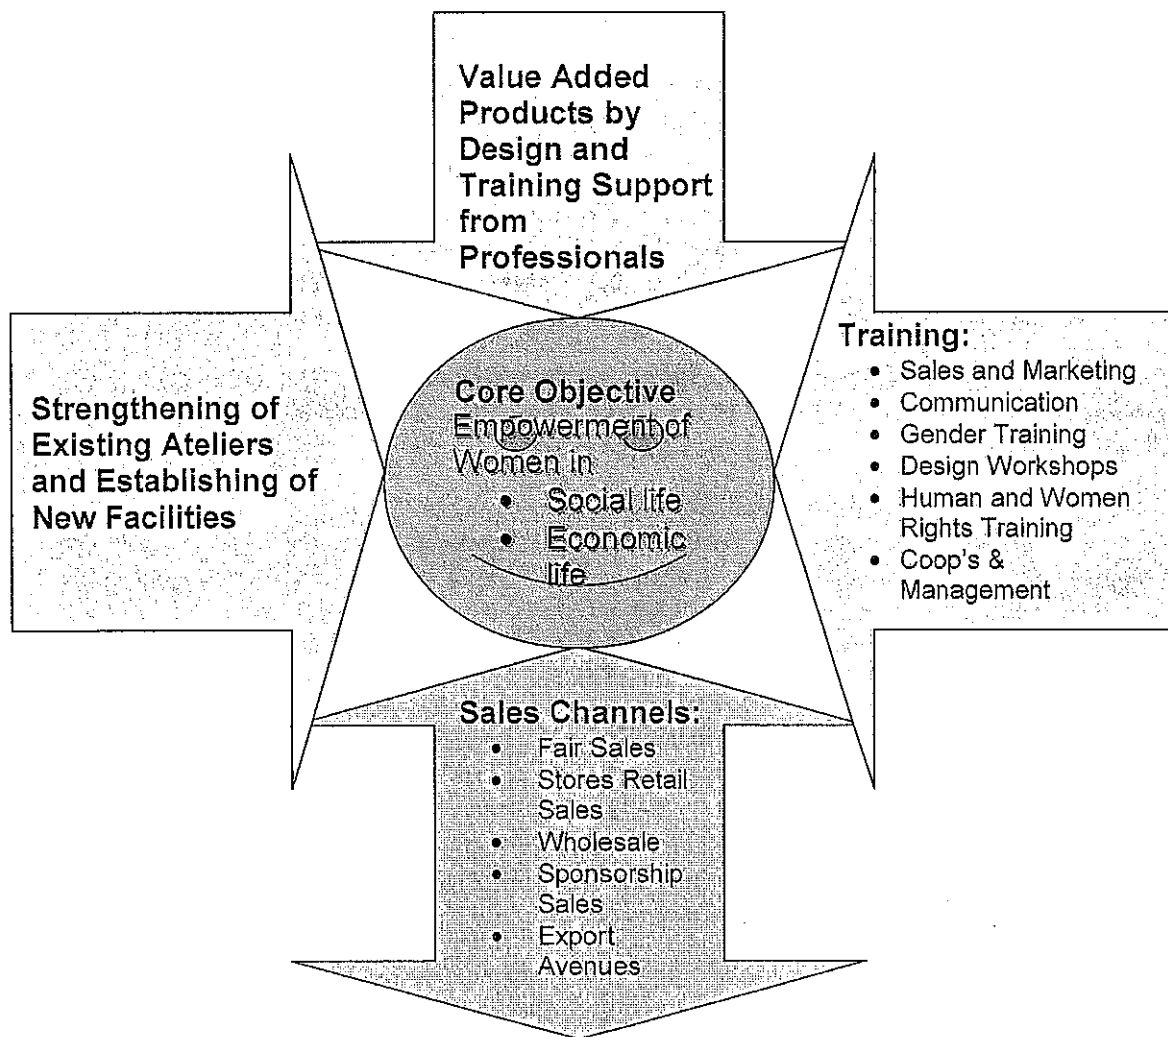 Value Added
Products by
Design and
Training Support
from
Professionals
Strengthening of
Existing Ateliers
and Establishing of
New Facilities
Core Objective
Empowerment of
Women in
• Social life
• Economic
life
Training:
• Sales and Marketing
• Communication
• Gender Training
• Design Workshops
• Human and Women
Rights Training
• Coop's &
Management
Sales Channels:
• Fair Sales
• Stores Retail
Sales
• Wholesale
• Sponsorship
Sales
• Export
Avenues